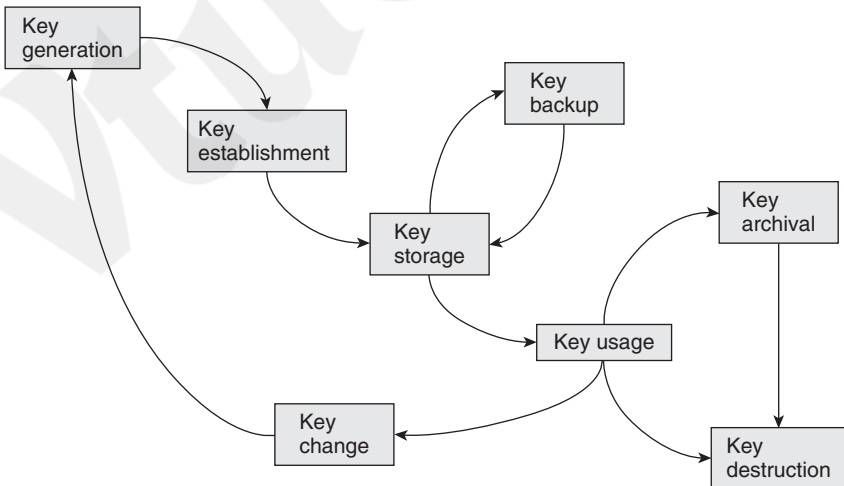 Key
generation
Key
establishment
Key
backup
Key
storage
Key
archival
Key usage
Key
change
Key
destruction